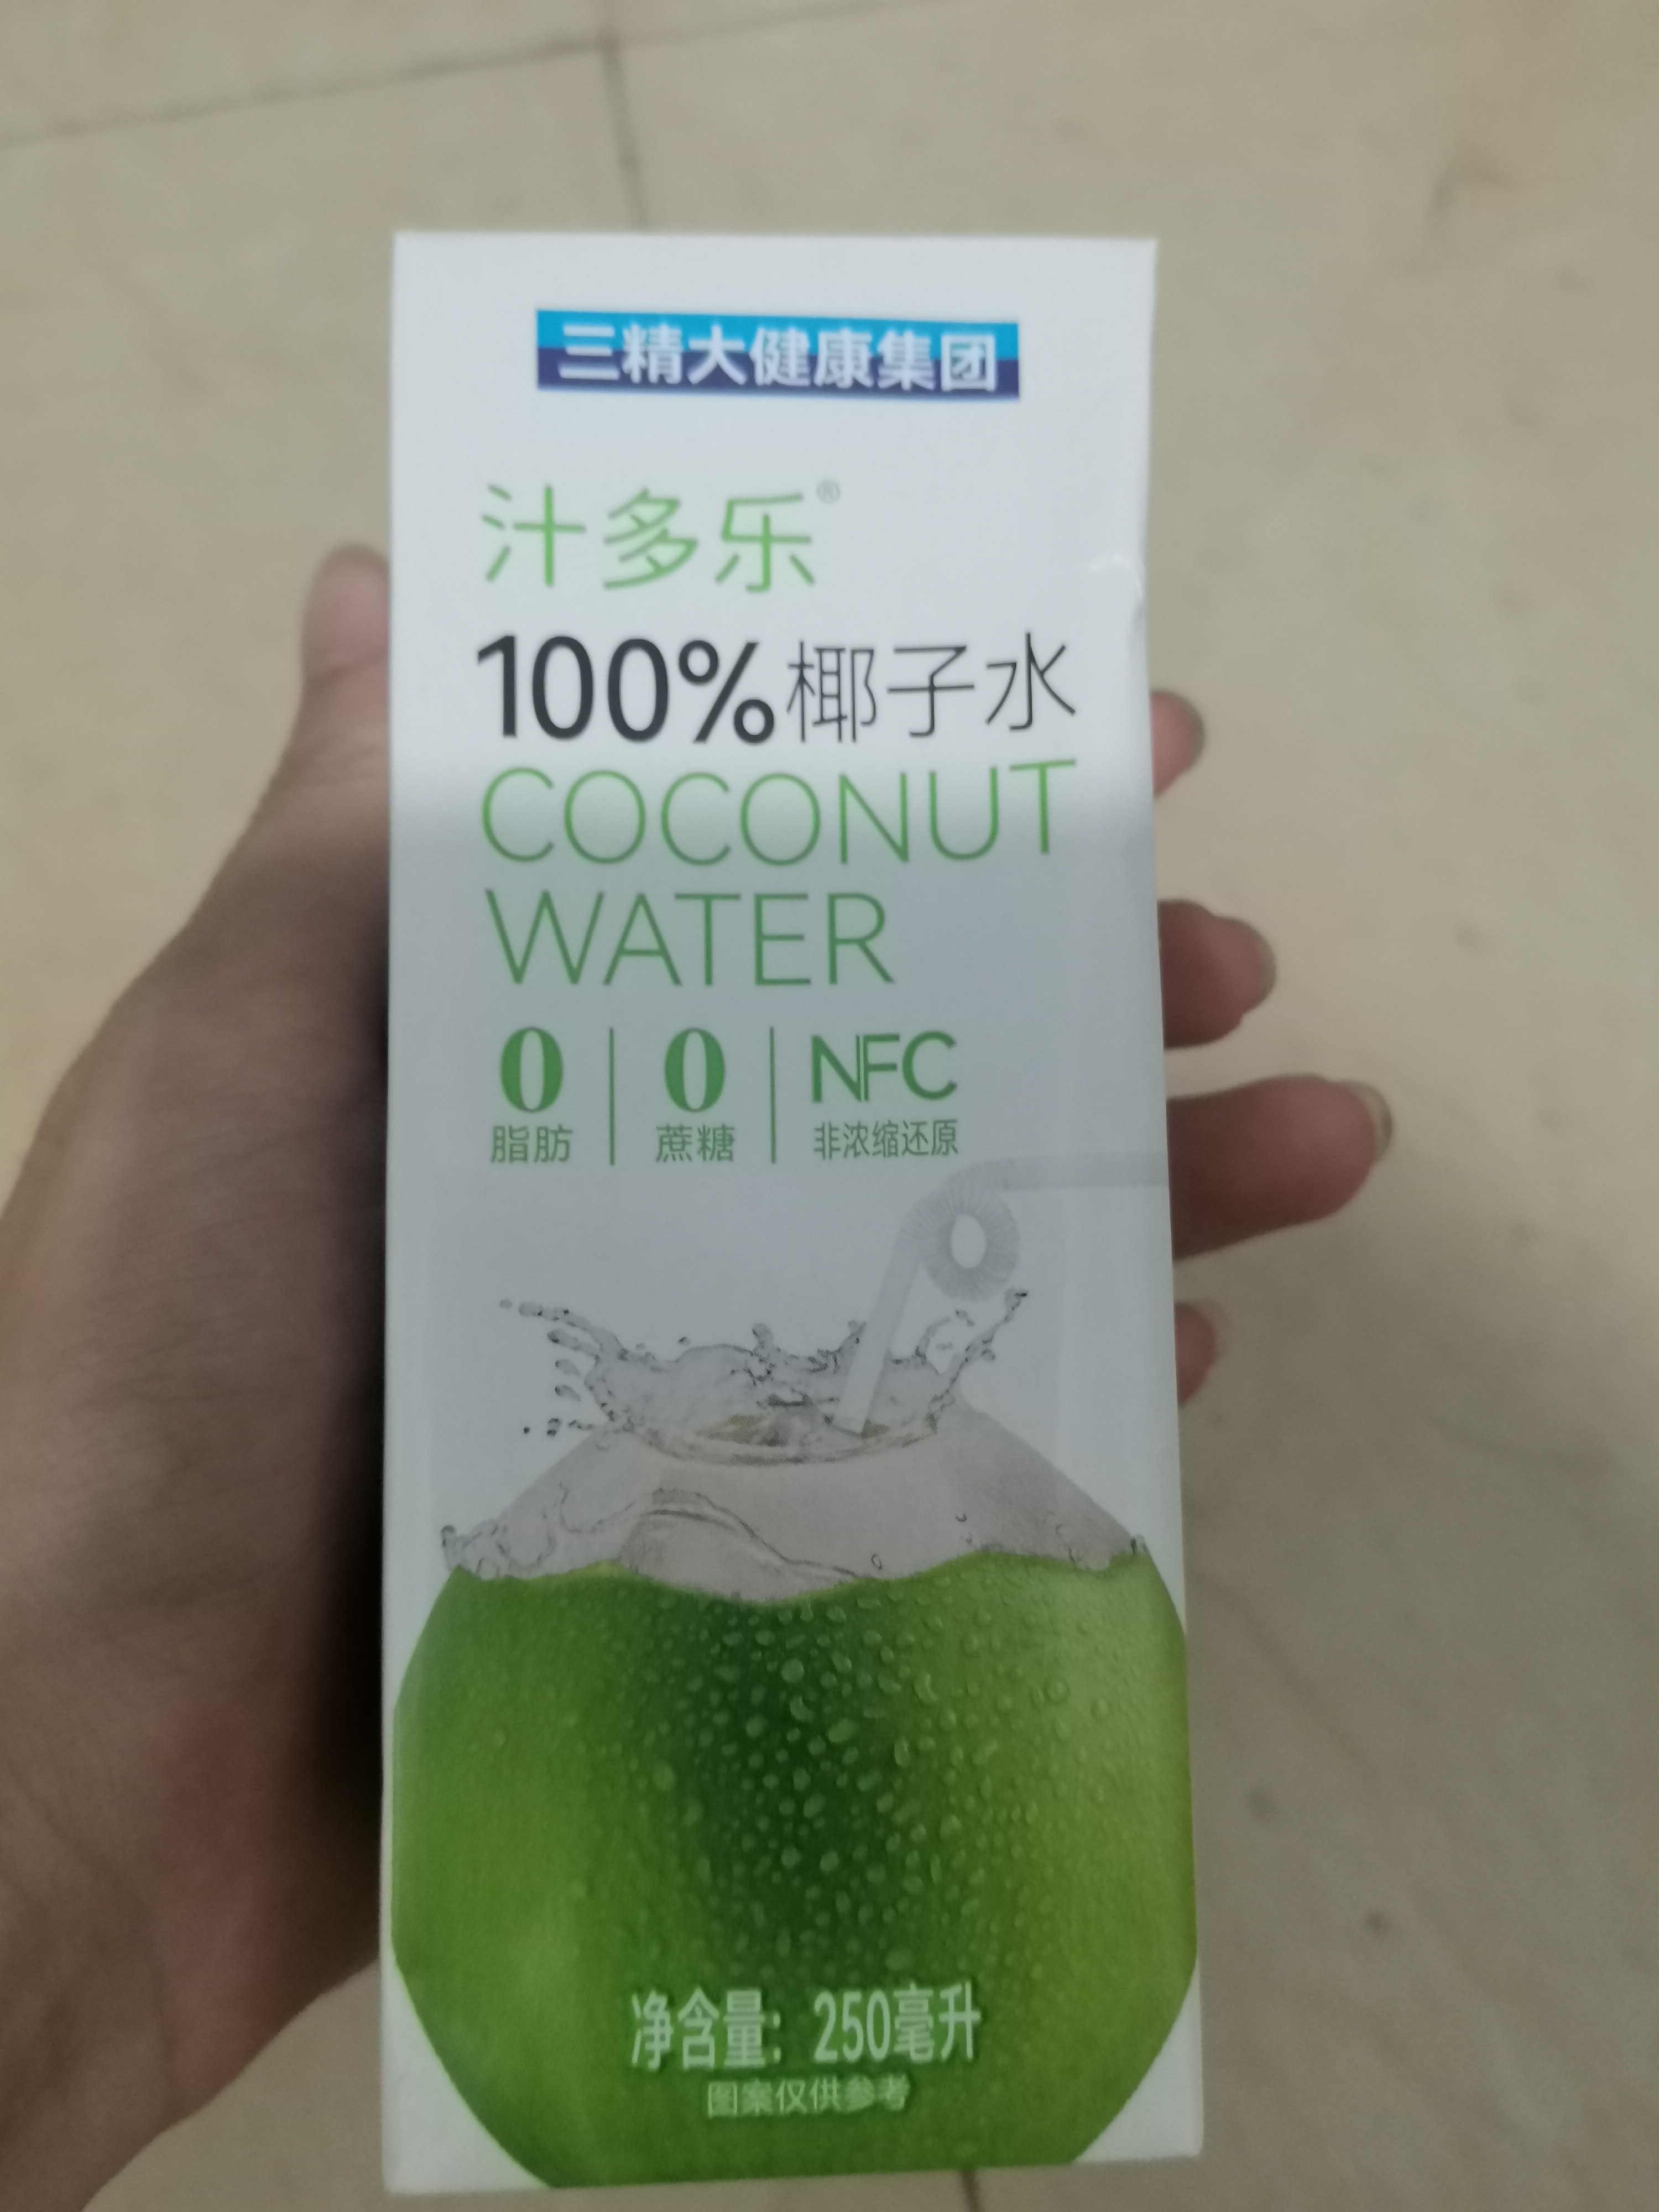 三精大健康集团
汁多乐®
100%椰子水
COCONUT
WATER
0 0 NFC
脂肪 蔗糖 非浓缩还原
净含量：250毫升
图案仅供参考